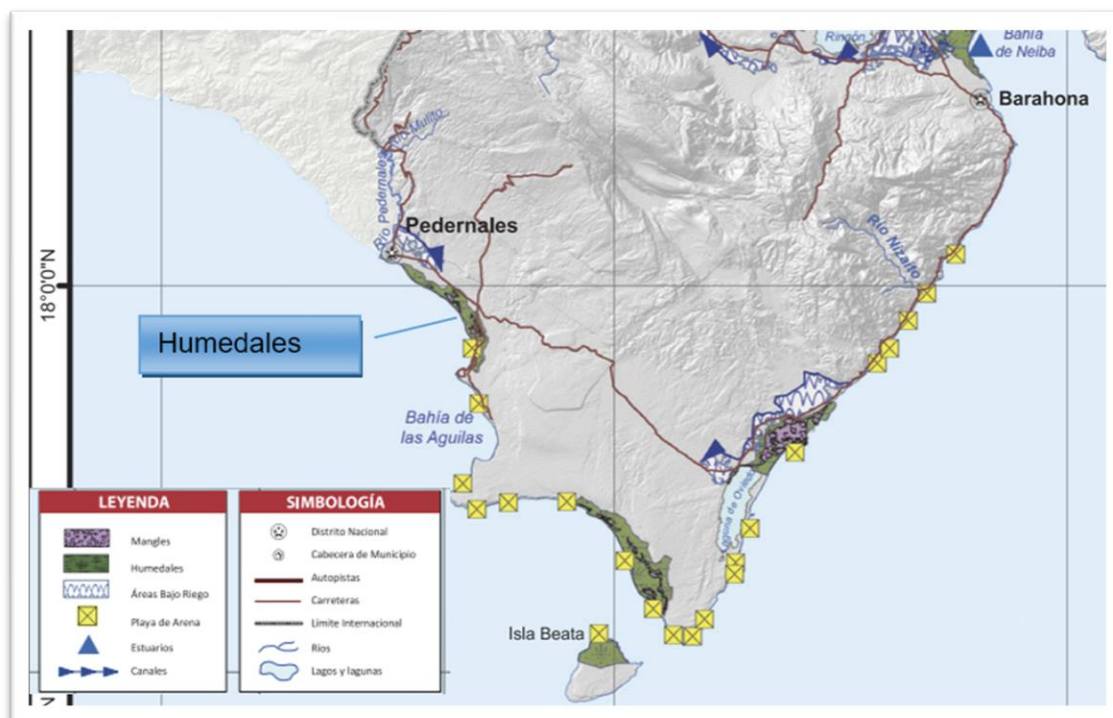 Rincón
Bahía
de Neiba
Barahona
Río Mulito
Río Pedernales
Pedernales
Río Nizaito
18°0'0"N
Humedales
Bahía de
las Aguilas
Laguna de Oviedo
Isla Beata
LEYENDA
Mangles
Humedales
Áreas Bajo Riego
Playa de Arena
Estuarios
Canales
SIMBOLOGÍA
Distrito Nacional
Cabecera de Municipio
Autopistas
Carreteras
Límite Internacional
Ríos
Lagos y lagunas
N